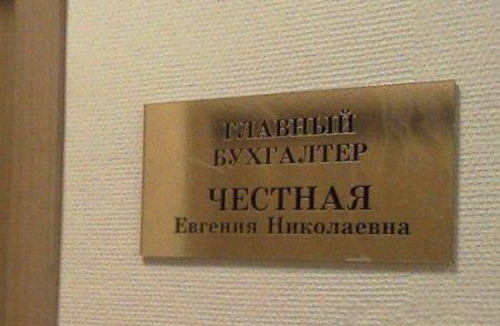 ГЛАВНЫЙ
БУХГАЛТЕР
ЧЕСТНАЯ
Евгения Николаевна